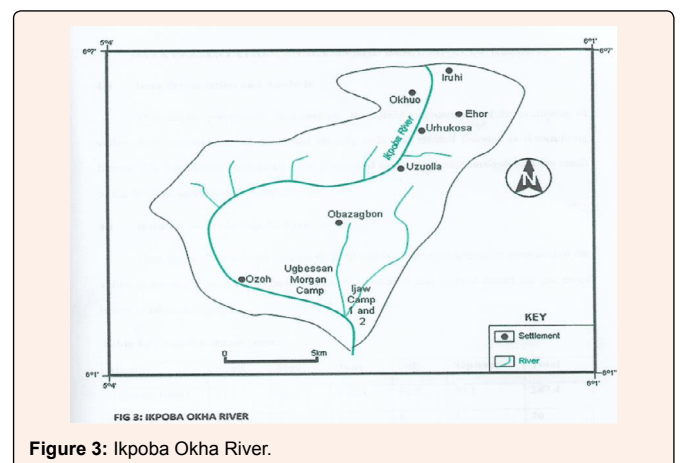 5°4'
6°1'
6°7'
6°7'
Iruhi
Okhuo
Ehor
Urhukosa
Ikpoba River
Uzuolla
N
Obazagbon
Ugbessan
Morgan
Camp
Ijaw
Camp
1 and
2
Ozoh
0
5km
KEY
Settlement
River
6°1'
6°1"
5°4'
6°1'
FIG 3: IKPOBA OKHA RIVER
Figure 3: Ikpoba Okha River.